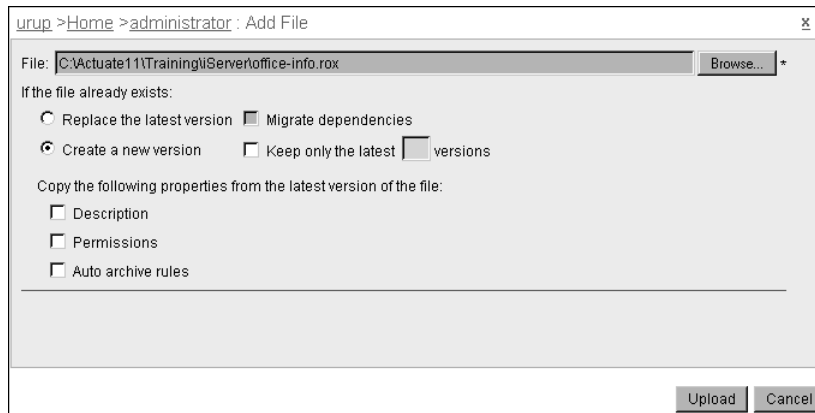 urup >Home >administrator : Add File x
File: C:\Actuate11\Training\iServer\office-info.rox Browse... *
If the file already exists:
Replace the latest version Migrate dependencies
Create a new version Keep only the latest versions
Copy the following properties from the latest version of the file:
Description
Permissions
Auto archive rules
Upload Cancel